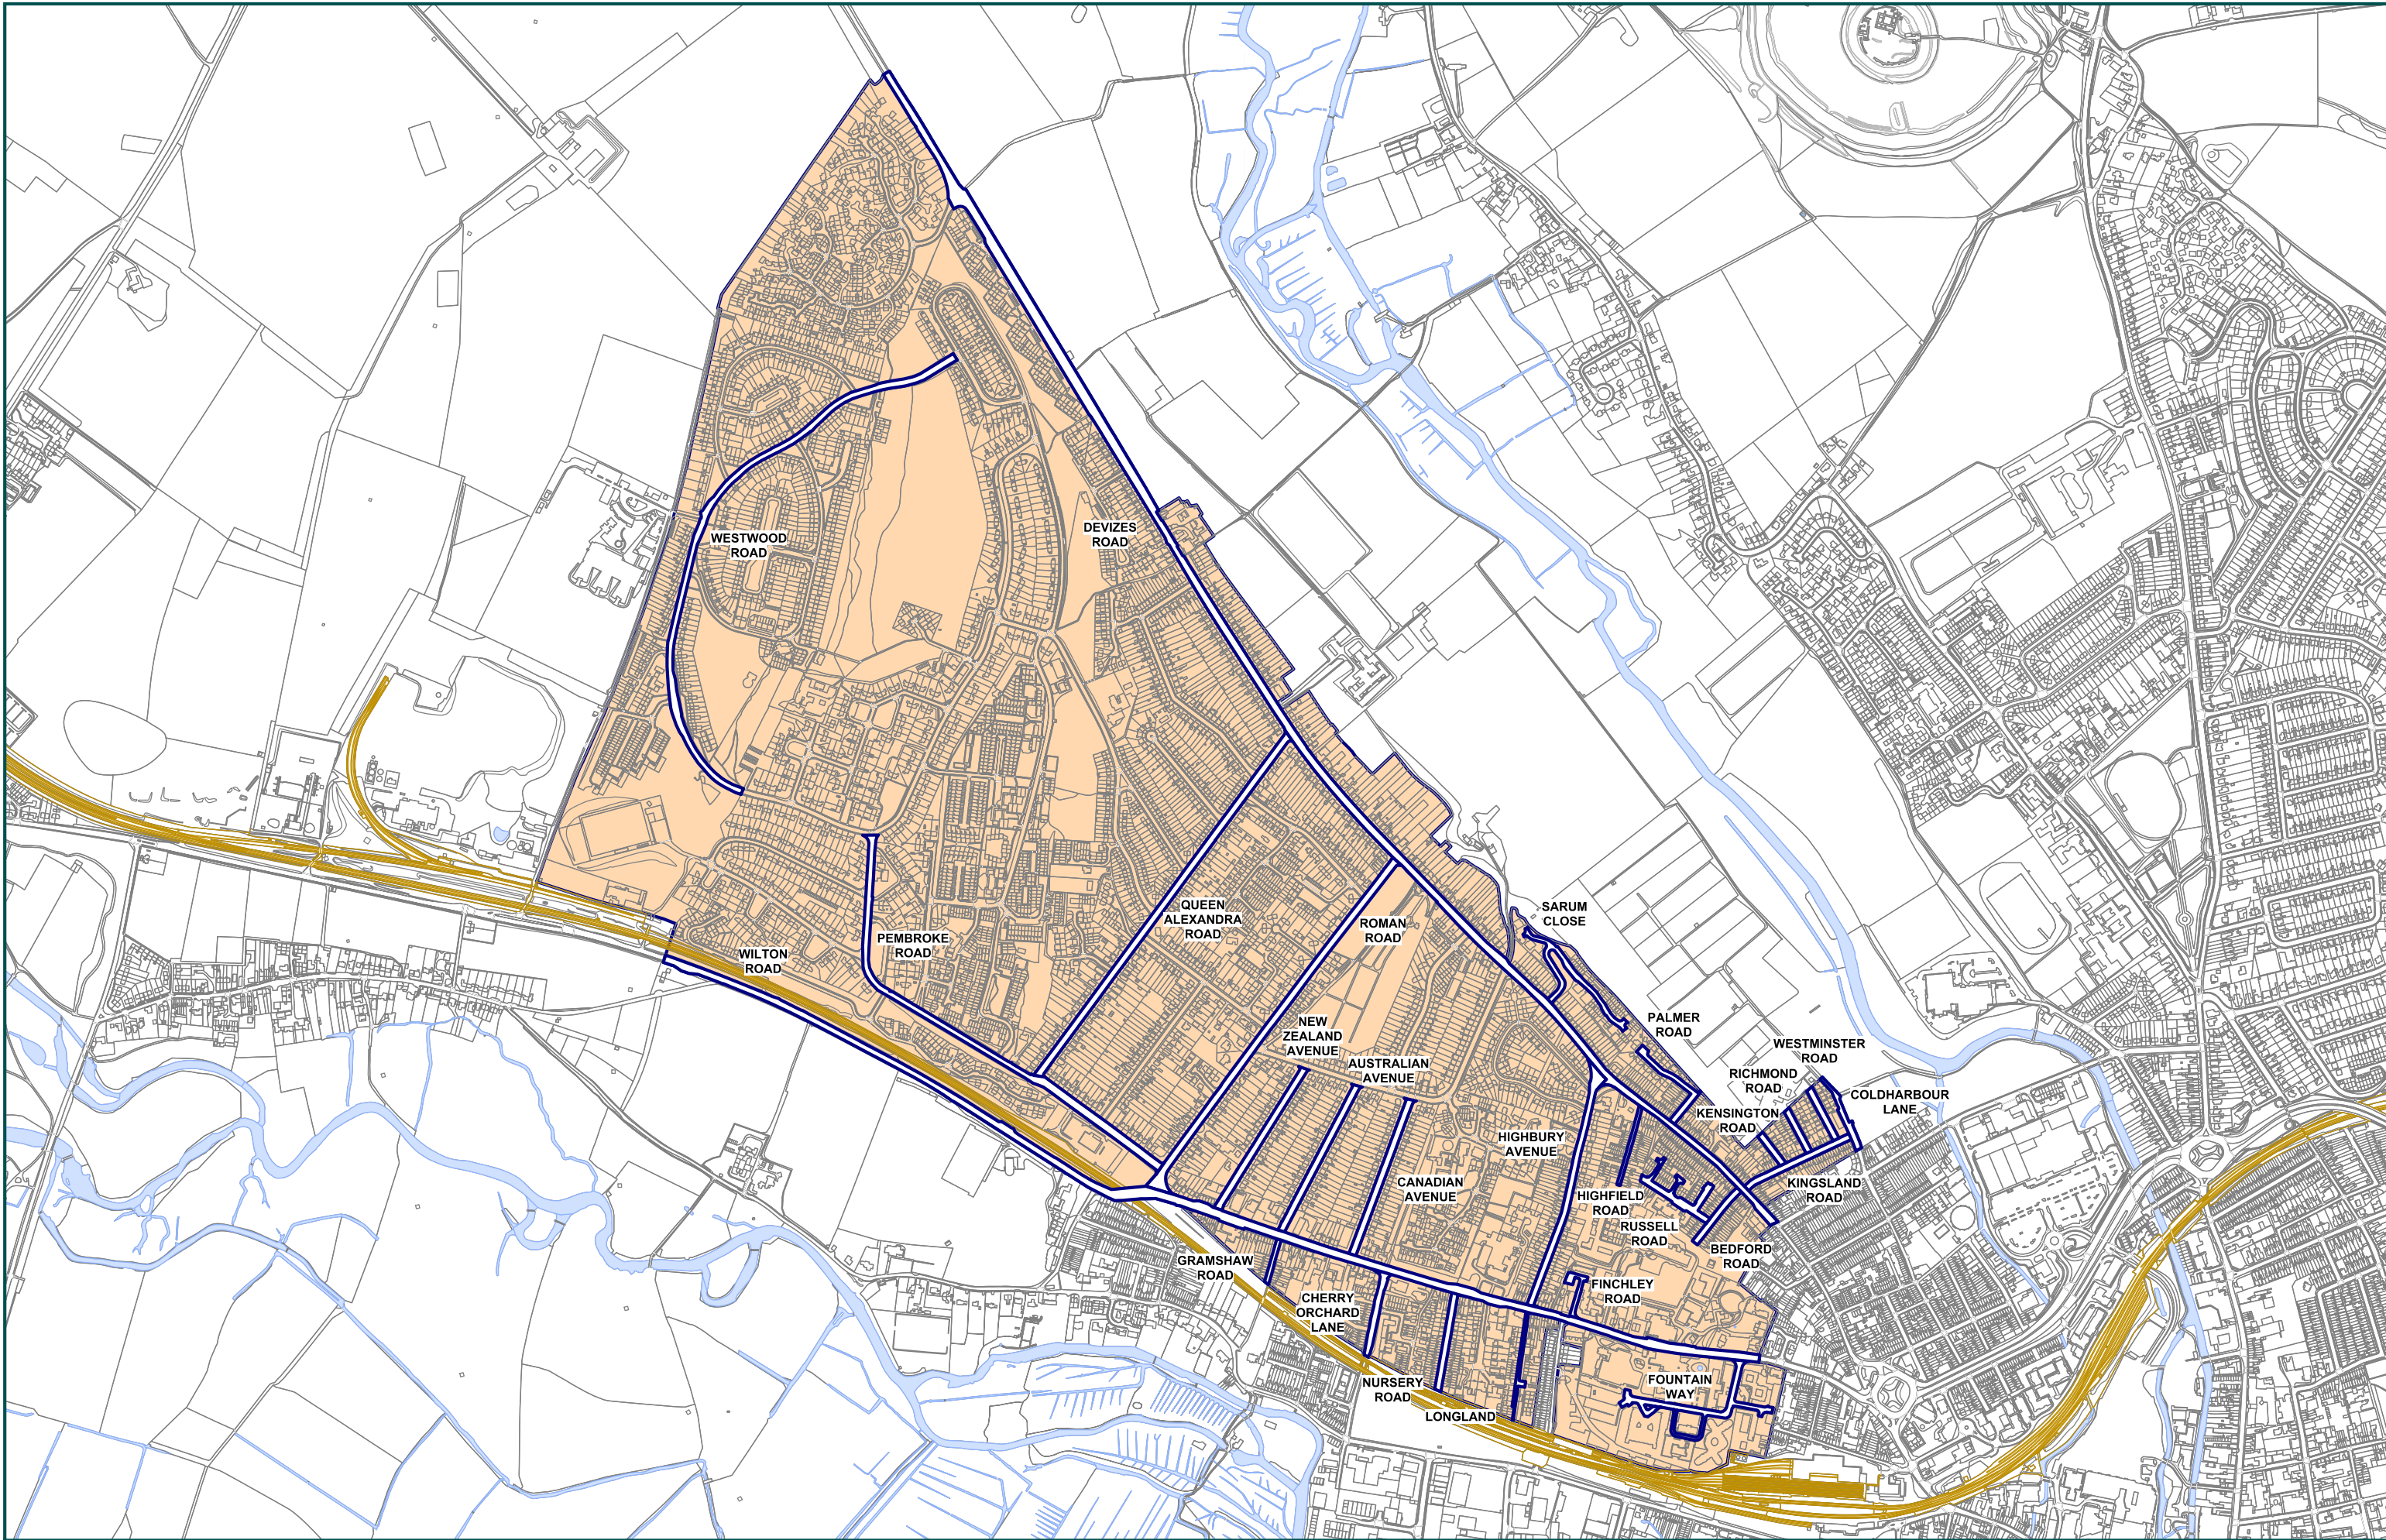 DEVIZES
ROAD
WESTWOOD
ROAD
QUEEN
ALEXANDRA
ROAD
SARUM
CLOSE
ROMAN
ROAD
PEMBROKE
ROAD
WILTON
ROAD
PALMER
ROAD
NEW
ZEALAND
AVENUE
WESTMINSTER
ROAD
AUSTRALIAN
AVENUE
RICHMOND
ROAD
COLDHARBOUR
LANE
KENSINGTON
ROAD
HIGHBURY
AVENUE
CANADIAN
AVENUE
KINGSLAND
ROAD
HIGHFIELD
ROAD
RUSSELL
ROAD
BEDFORD
ROAD
GRAMSHAW
ROAD
FINCHLEY
ROAD
CHERRY
ORCHARD
LANE
FOUNTAIN
WAY
NURSERY
ROAD
LONGLAND